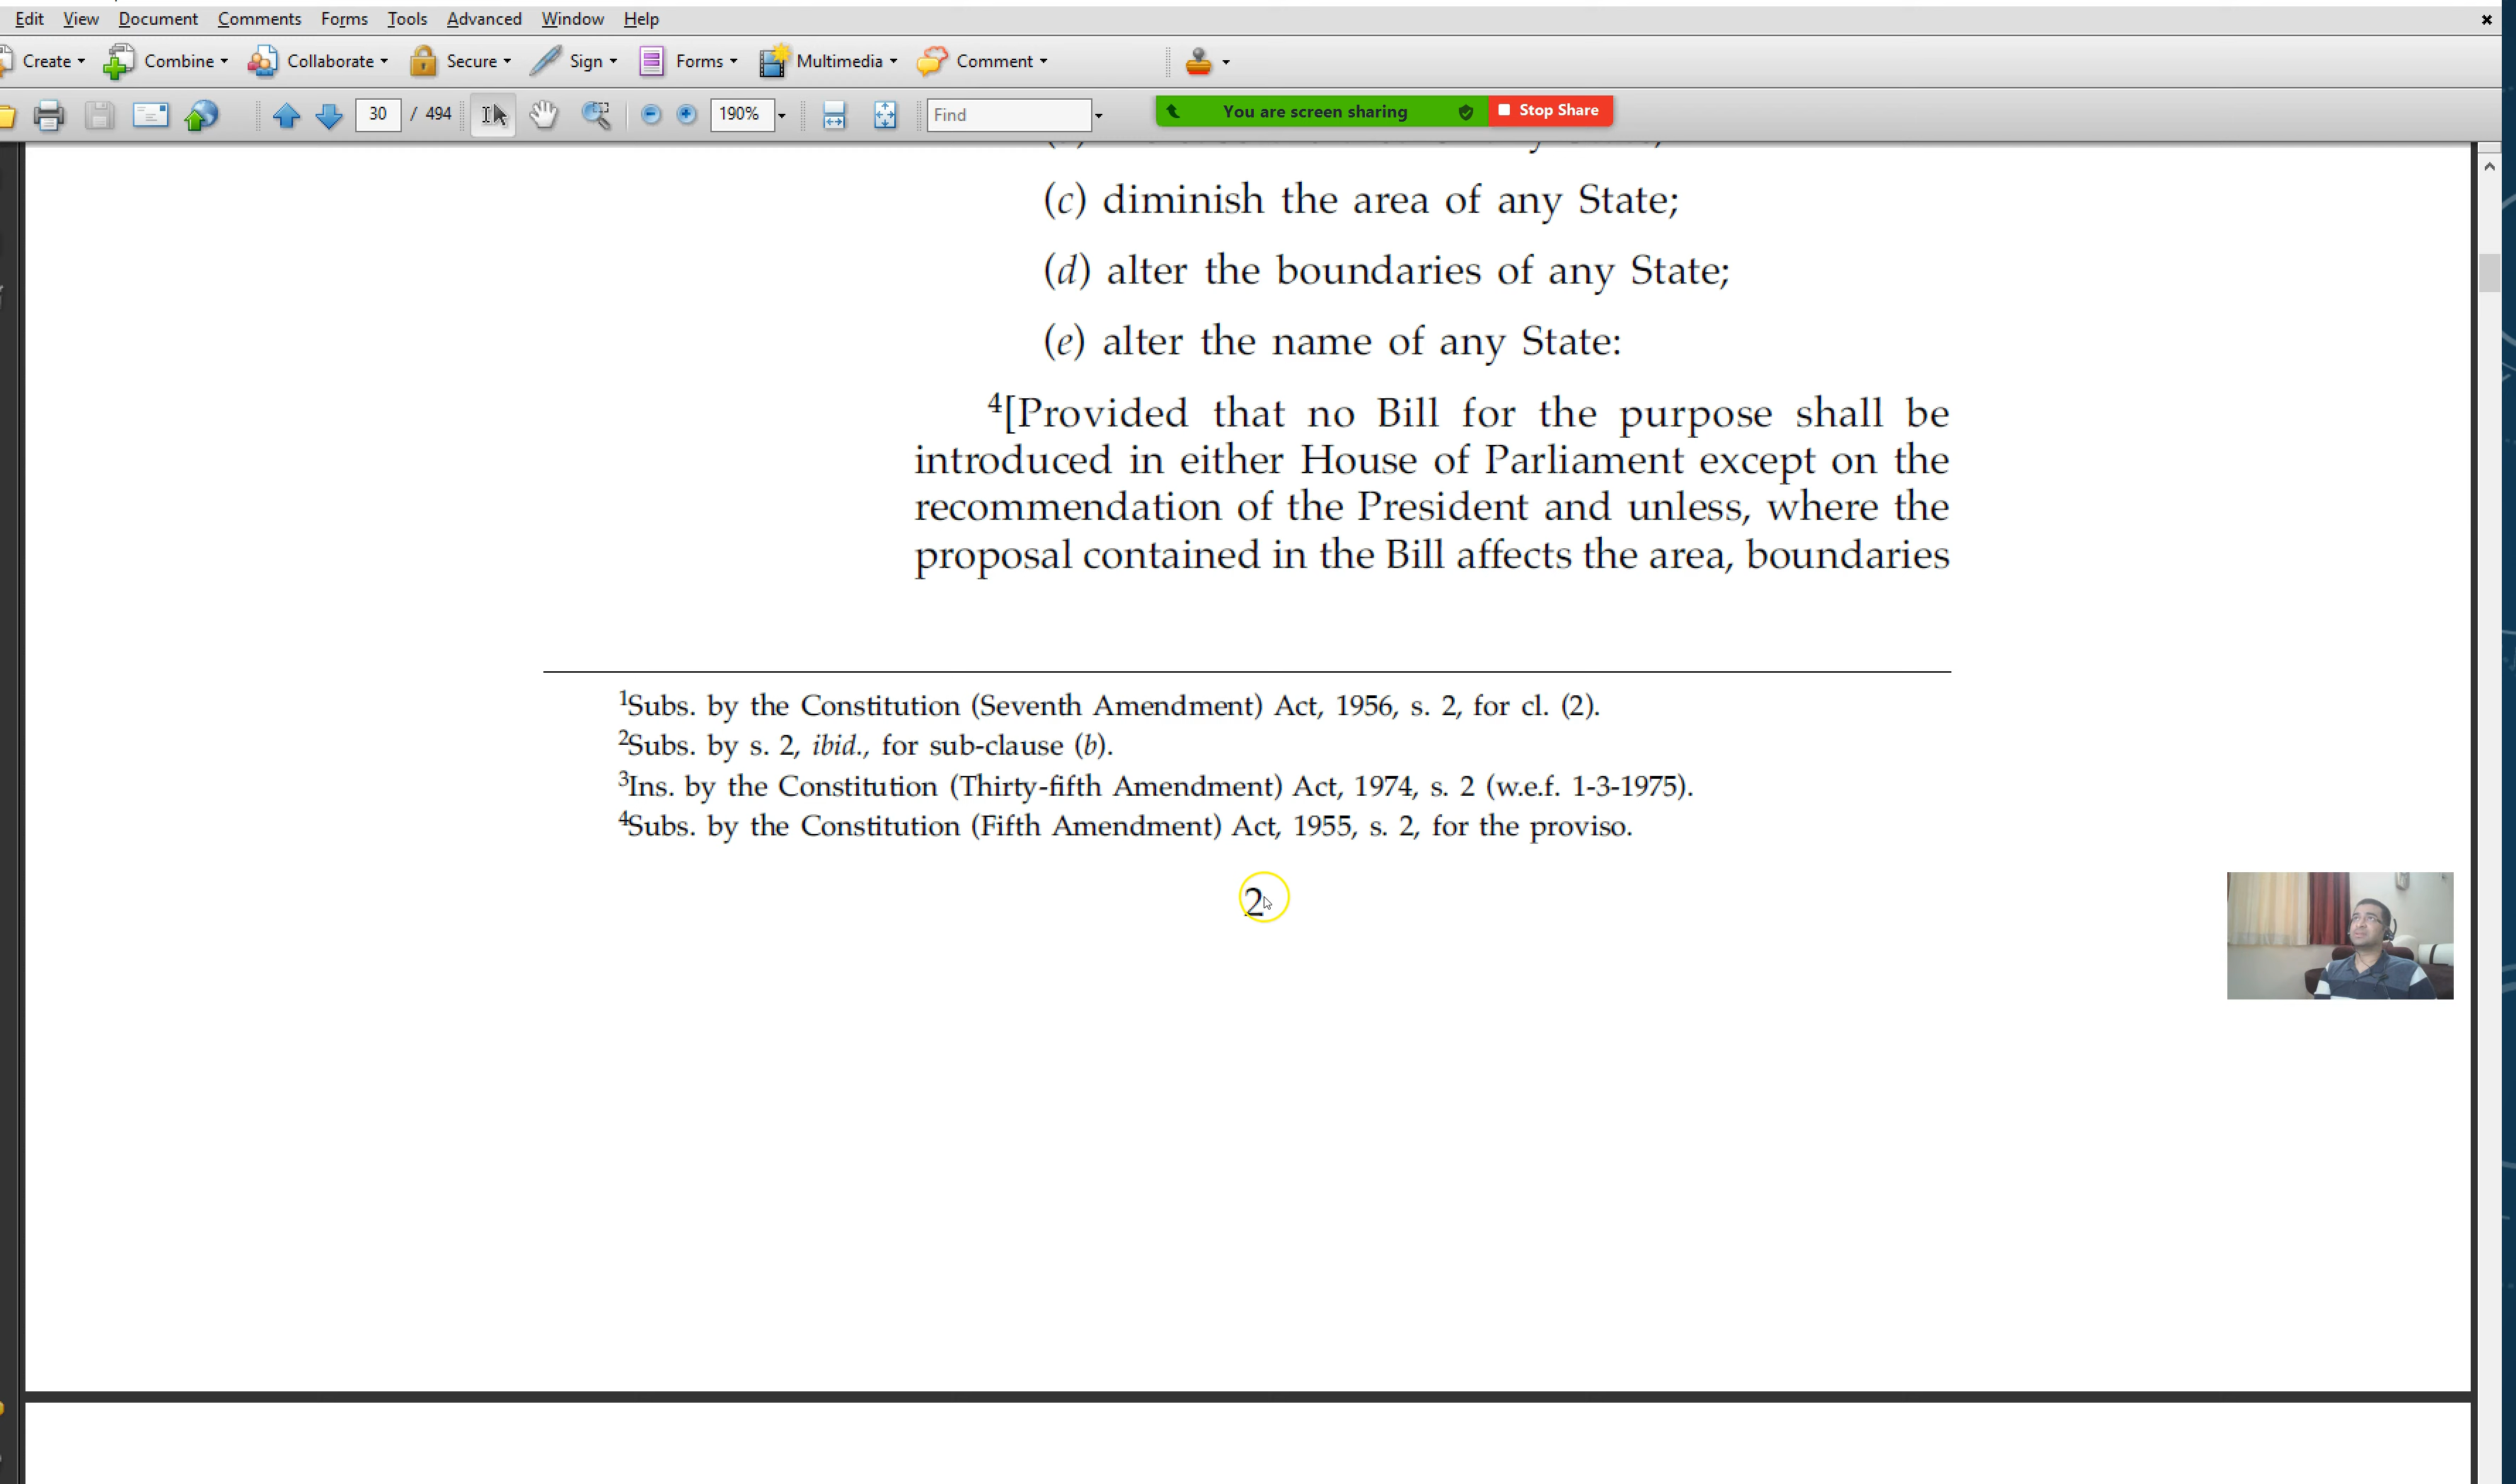 Edit View Document Comments Forms Tools Advanced Window Help
Create Combine Collaborate Secure Sign Forms Multimedia Comment
30 / 494 190% Find You are screen sharing Stop Share
(c) diminish the area of any State;
(d) alter the boundaries of any State;
(e) alter the name of any State:
4[Provided that no Bill for the purpose shall be
introduced in either House of Parliament except on the
recommendation of the President and unless, where the
proposal contained in the Bill affects the area, boundaries
1Subs. by the Constitution (Seventh Amendment) Act, 1956, s. 2, for cl. (2).
2Subs. by s. 2, ibid., for sub-clause (b).
3Ins. by the Constitution (Thirty-fifth Amendment) Act, 1974, s. 2 (w.e.f. 1-3-1975).
4Subs. by the Constitution (Fifth Amendment) Act, 1955, s. 2, for the proviso.
2